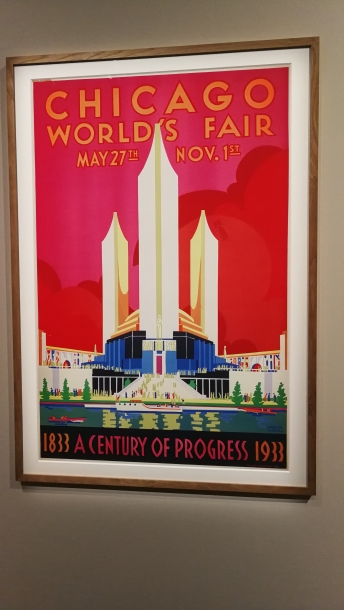 CHICAGO
WORLD'S FAIR
MAY 27TH NOV. 1ST.
1833 A CENTURY OF PROGRESS 1933